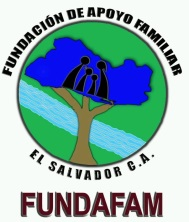 FUNDACIÓN DE APOYO FAMILIAR
EL SALVADOR C.A.
FUNDAFAM